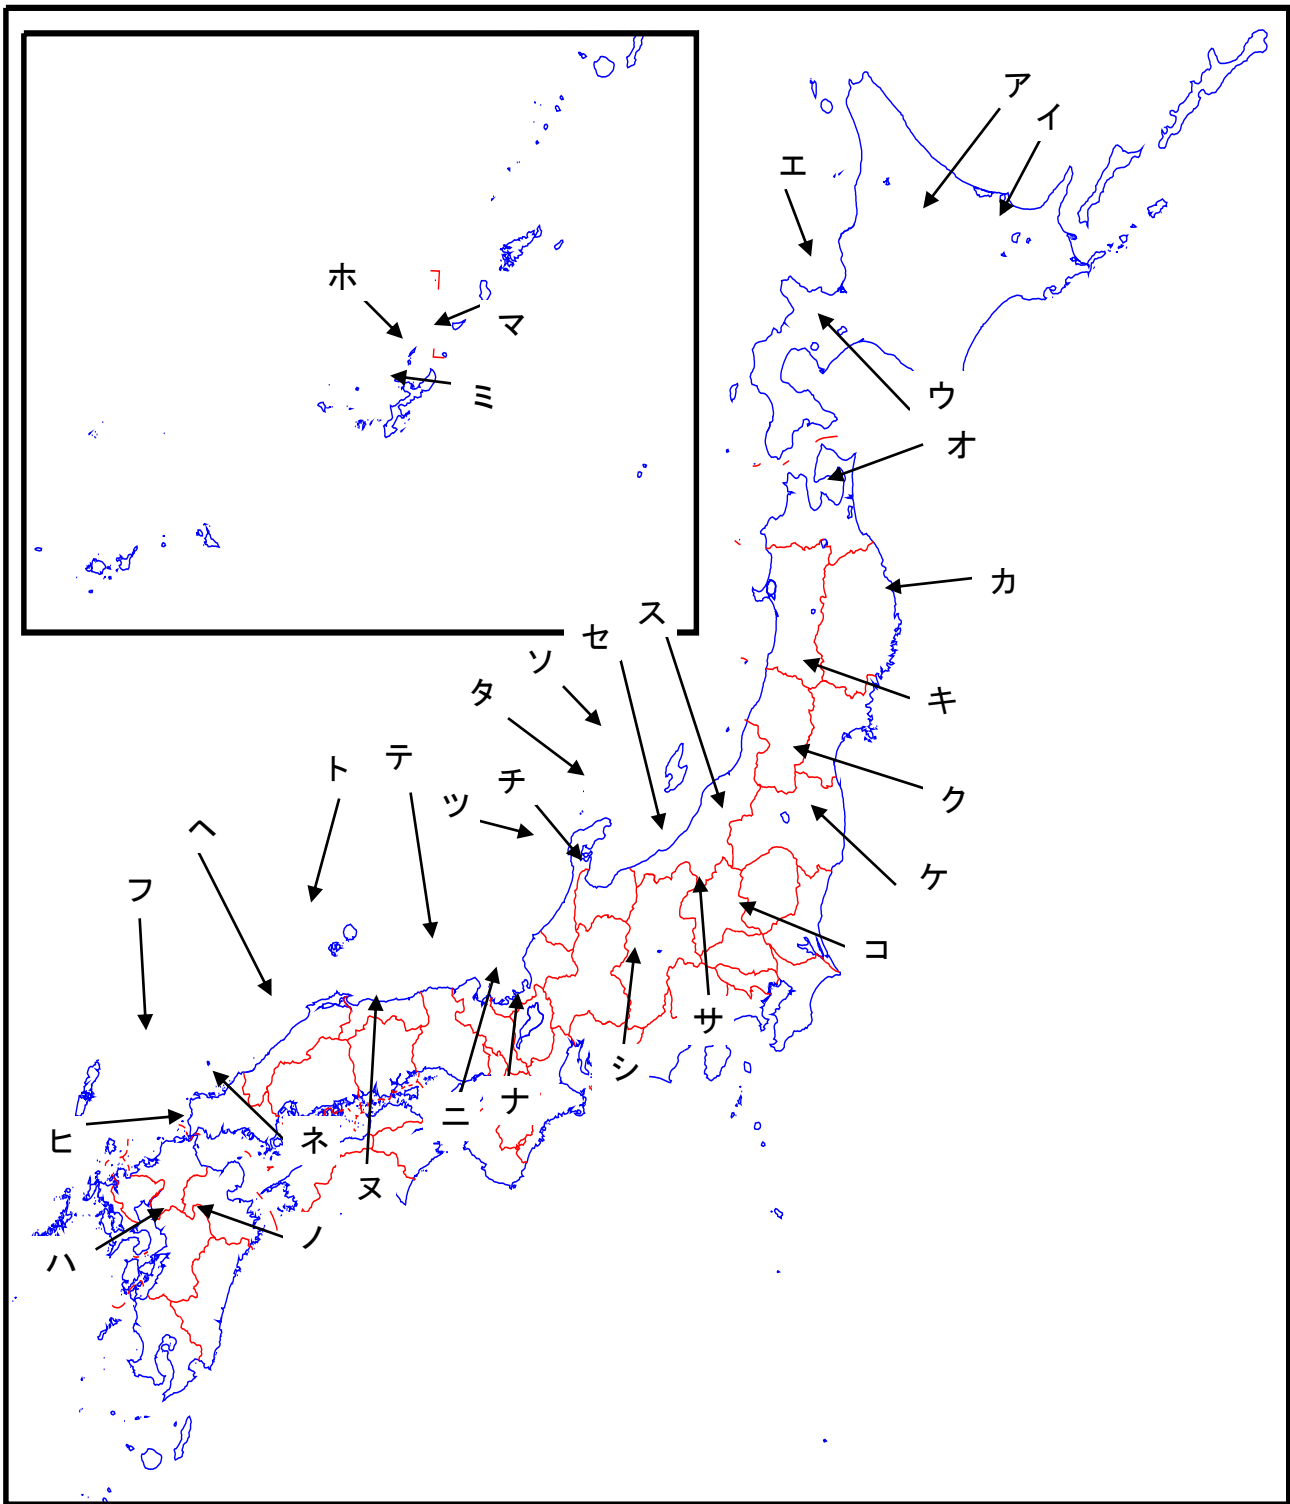 ア
イ
エ
ホ
マ
ミ
ウ
オ
カ
ス
セ
ソ
タ
キ
テ
ト
チ
ツ
ク
ヘ
ケ
フ
コ
サ
シ
ナ
ニ
ネ
ヒ
ヌ
ノ
ハ